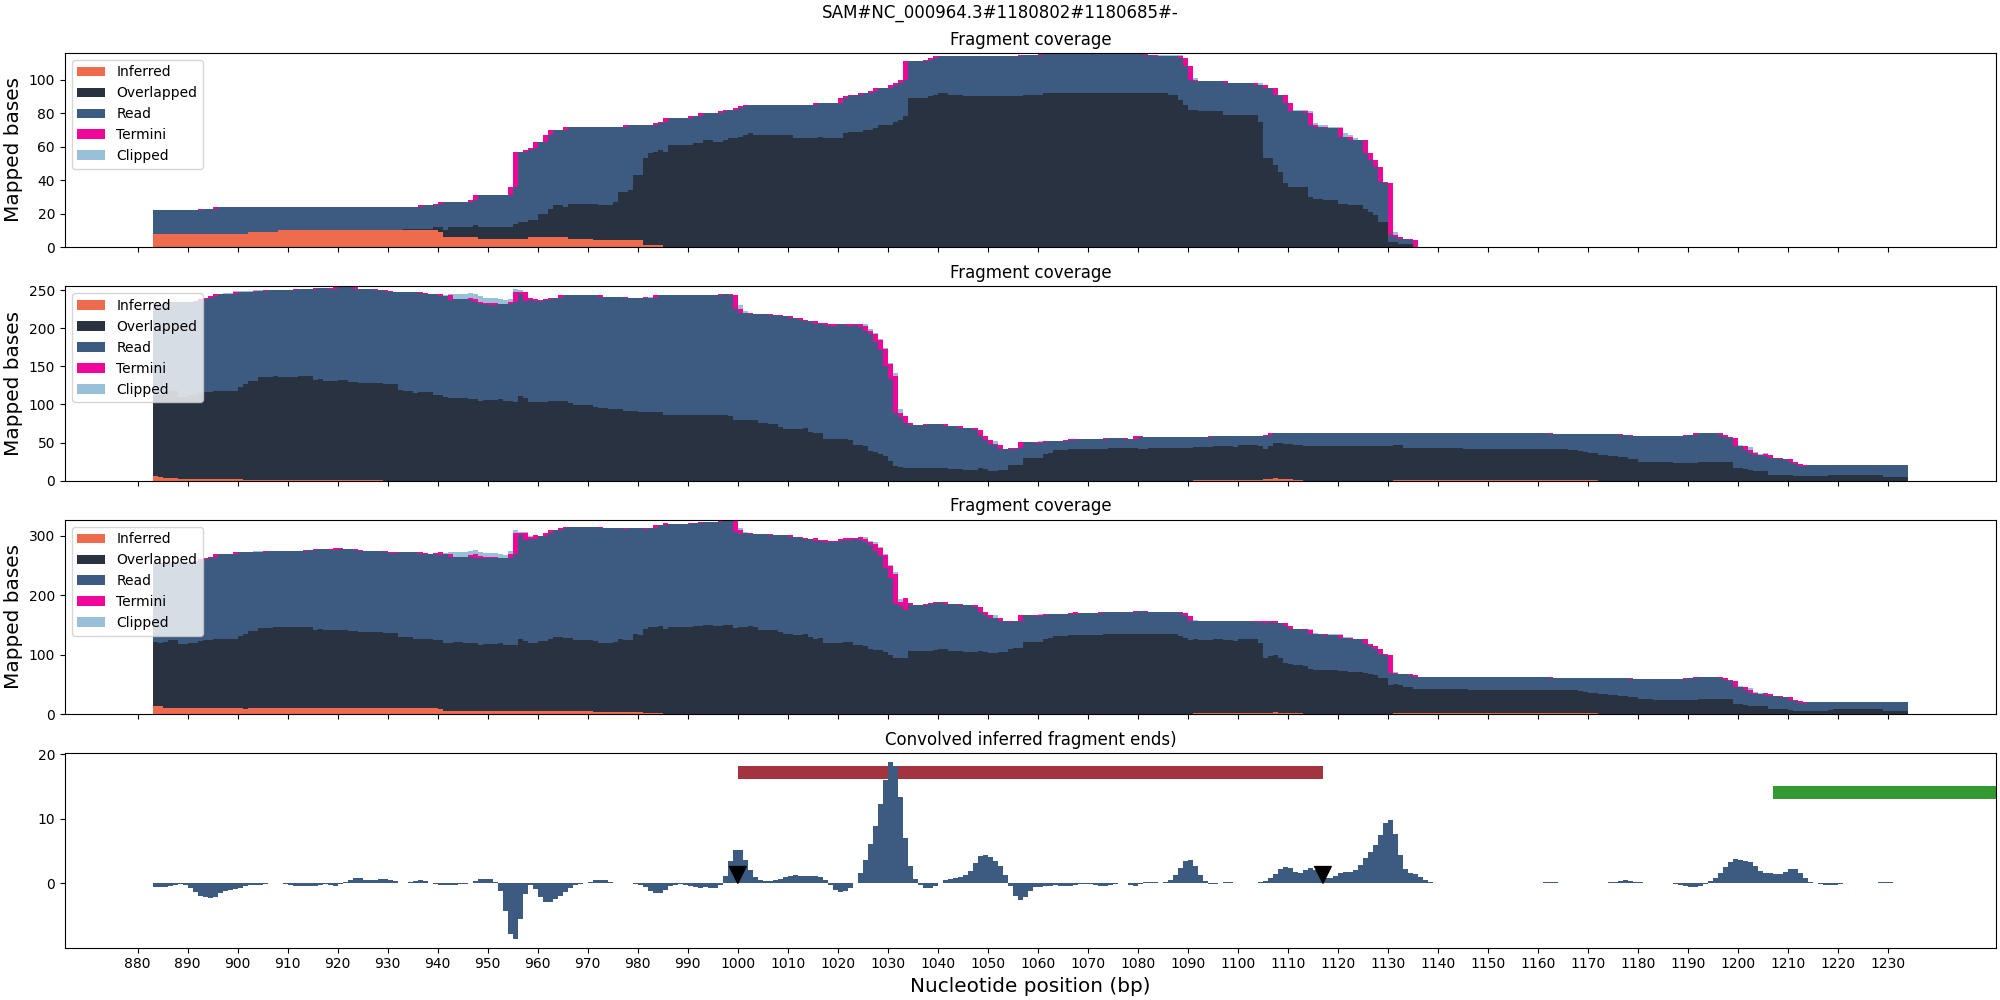 SAM#NC_000964.3#1180802#1180685#-
Fragment coverage
Mapped bases
100
80
60
40
20
0
Inferred
Overlapped
Read
Termini
Clipped
Fragment coverage
Mapped bases
250
200
150
100
50
0
Inferred
Overlapped
Read
Termini
Clipped
Fragment coverage
Mapped bases
300
200
100
0
Inferred
Overlapped
Read
Termini
Clipped
Convolved inferred fragment ends)
20
10
0
880 890 900 910 920 930 940 950 960 970 980 990 1000 1010 1020 1030 1040 1050 1060 1070 1080 1090 1100 1110 1120 1130 1140 1150 1160 1170 1180 1190 1200 1210 1220 1230
Nucleotide position (bp)